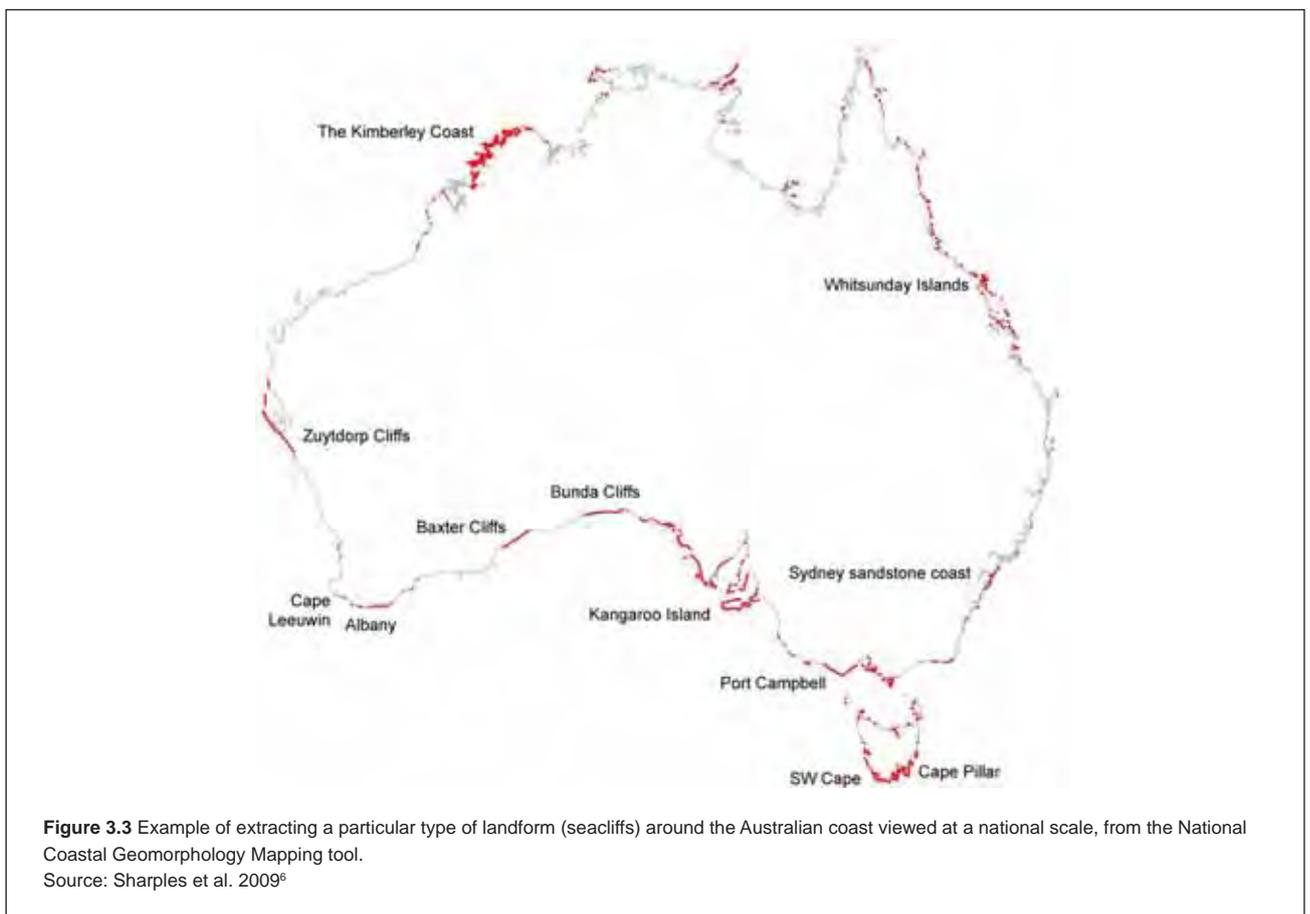 The Kimberley Coast
Whitsunday Islands
Zuytdorp Cliffs
Bunda Cliffs
Baxter Cliffs
Sydney sandstone coast
Cape
Leeuwin
Albany
Kangaroo Island
Port Campbell
SW Cape
Cape Pillar
Figure 3.3 Example of extracting a particular type of landform (seacliffs) around the Australian coast viewed at a national scale, from the National
Coastal Geomorphology Mapping tool.
Source: Sharples et al. 2009⁶